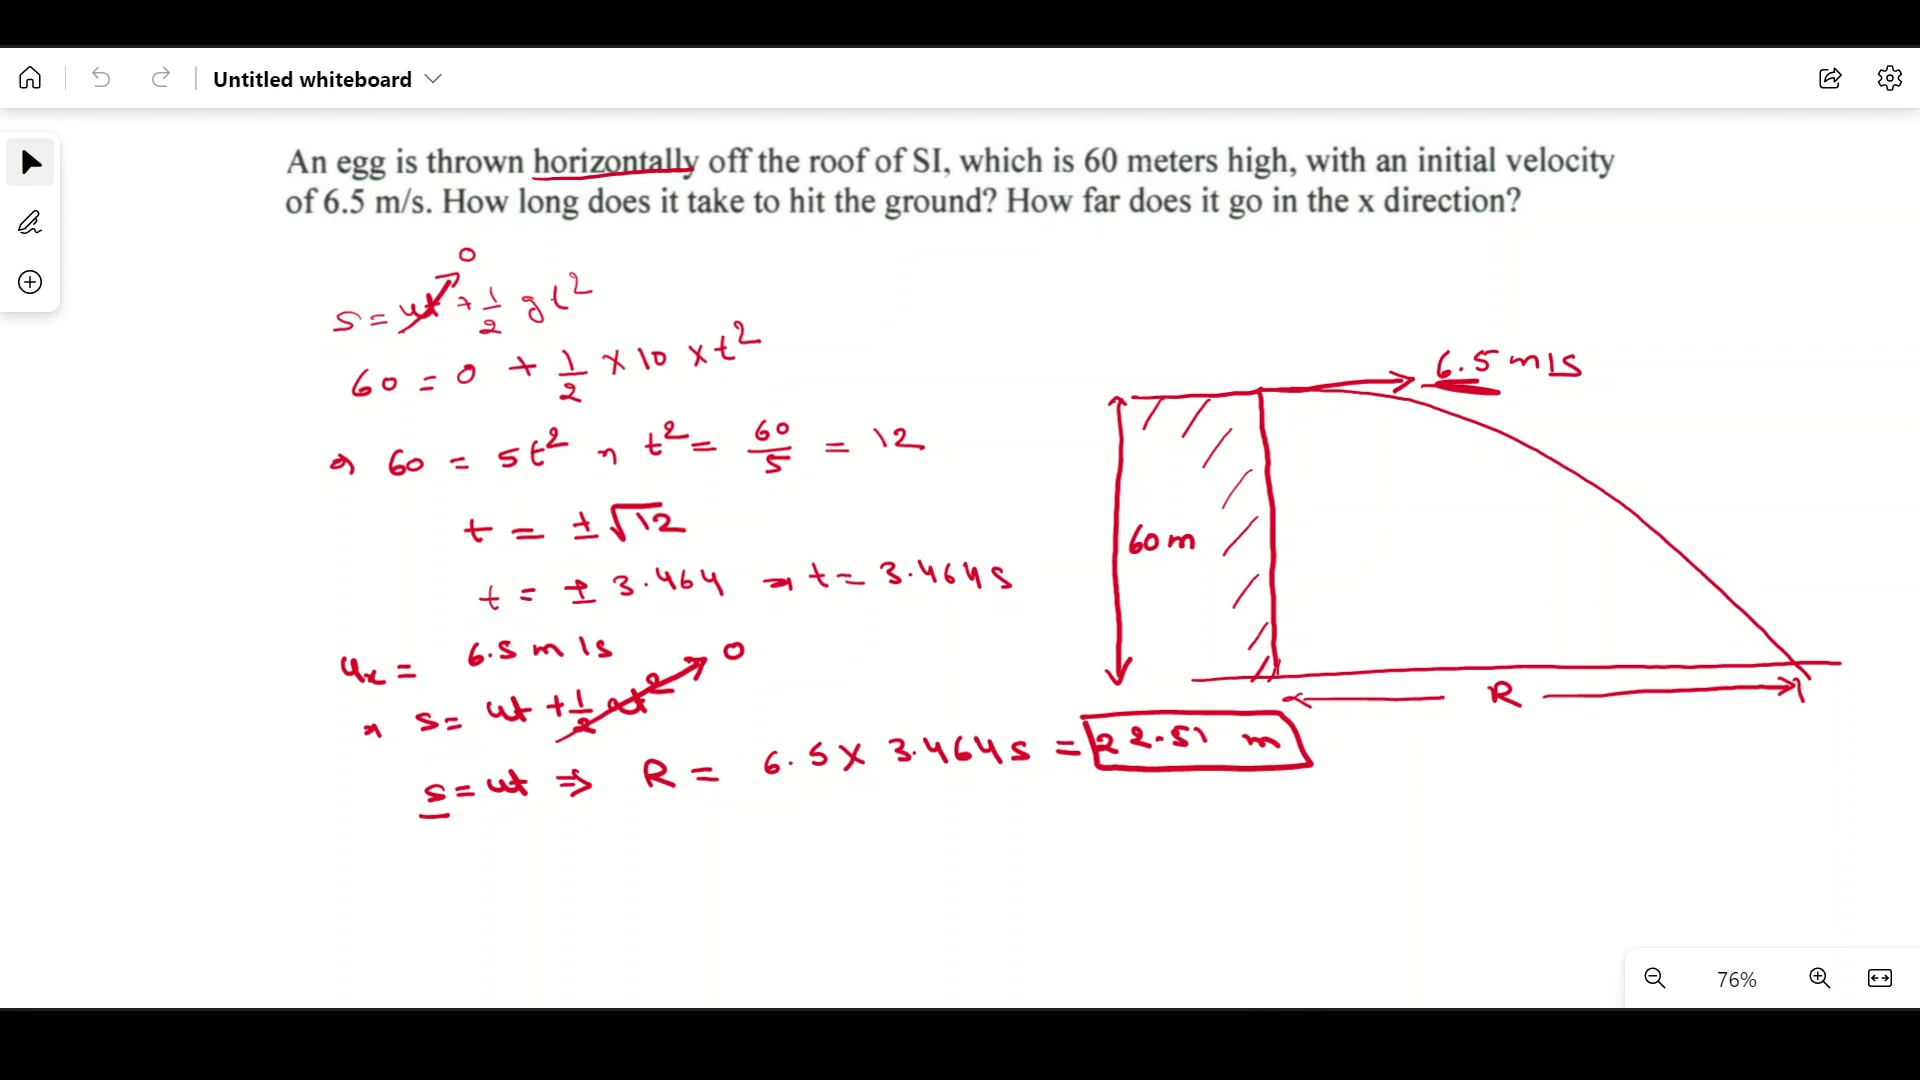 Untitled whiteboard
An egg is thrown horizontally off the roof of SI, which is 60 meters high, with an initial velocity
of 6.5 m/s. How long does it take to hit the ground? How far does it go in the x direction?
0
s = ut + 1/2 gt²
60 = 0 + 1/2 × 10 × t²
60 = 5t² t² = 60/5 = 12
t = ±√12
t = ± 3.464 → t = 3.464 s
ux = 6.5 m/s
s = ut + 1/2 at² 0
s = ut ⇒ R = 6.5 × 3.464 s = 22.51 m
6.5 m/s
60 m
R
76%